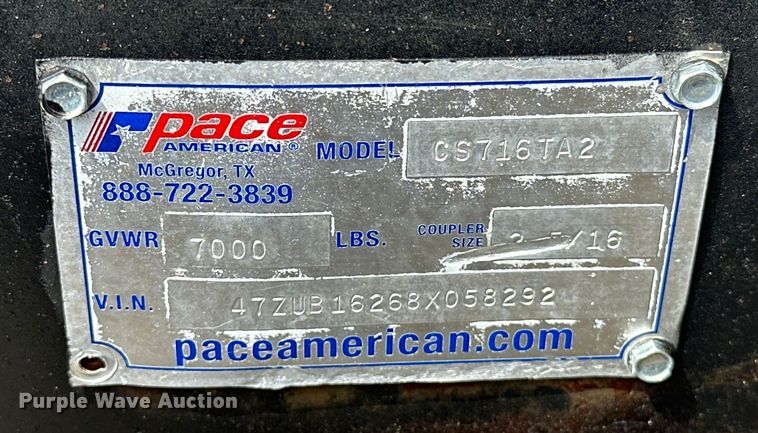 pace
AMERICAN®
McGregor, TX
888-722-3839
MODEL CS716TA2
GVWR 7000 LBS. COUPLER SIZE /16
V.I.N. 47ZUB16268X058292
paceamerican.com
Purple Wave Auction